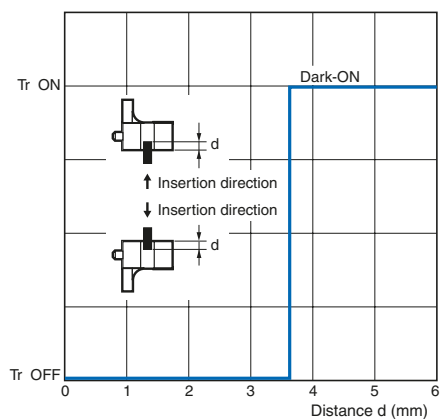 Tr ON
Dark-ON
d
Insertion direction
Insertion direction
d
Tr OFF
0 1 2 3 4 5 6
Distance d (mm)